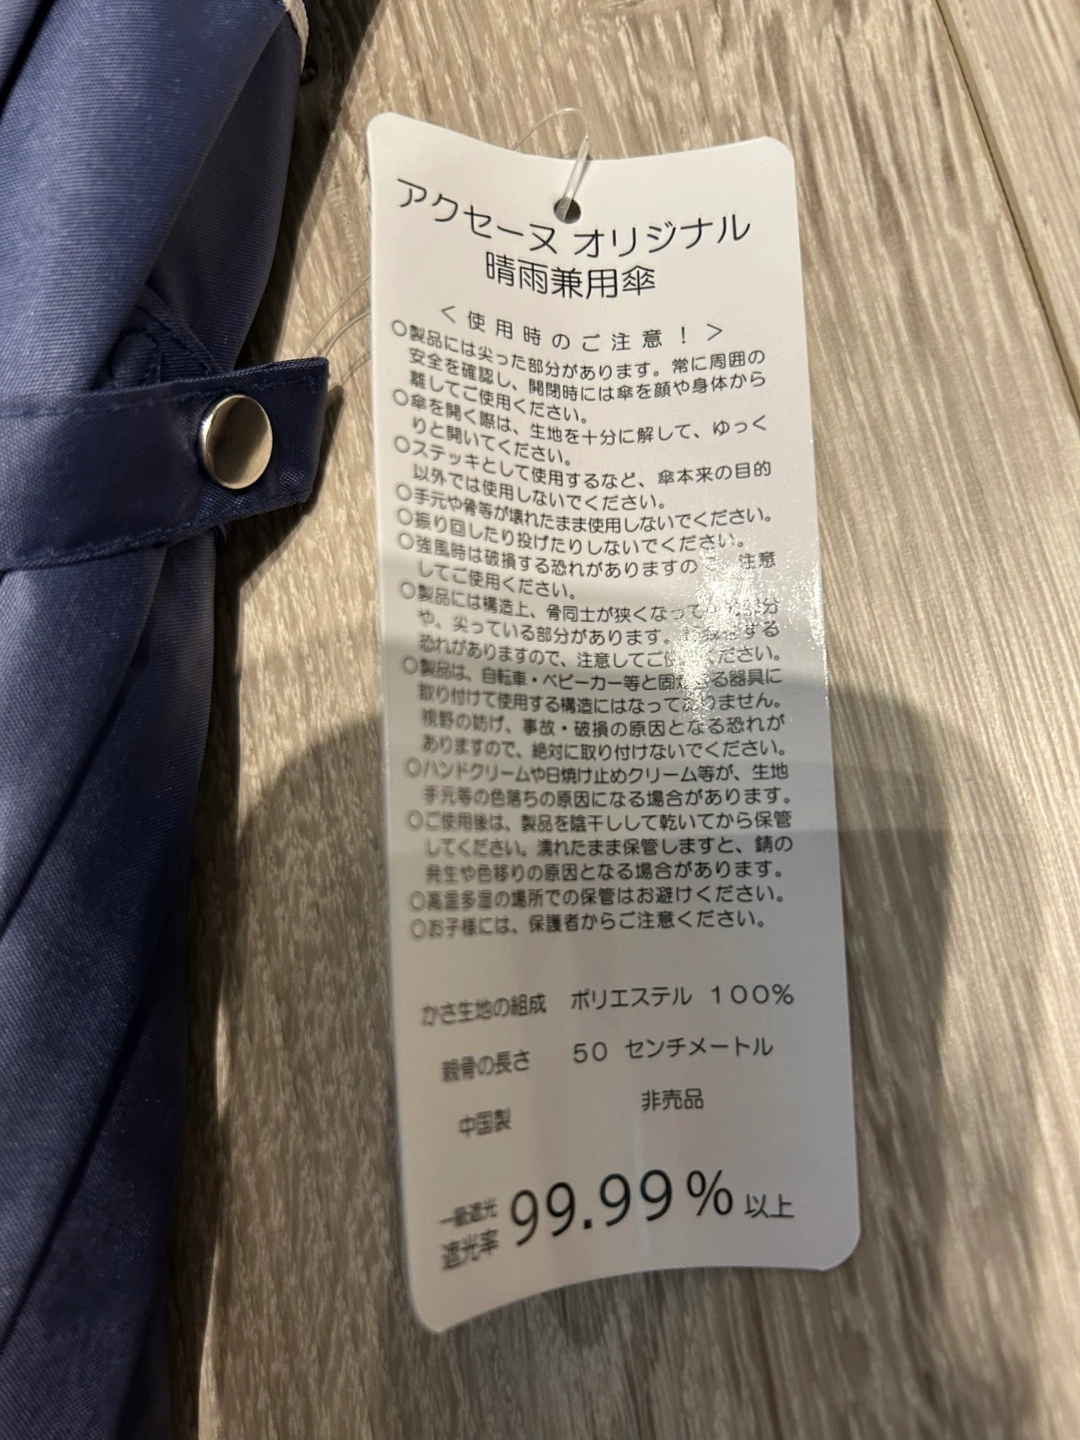 アクセーヌ オリジナル
晴雨兼用傘
＜使用時のご注意！＞
○製品には尖った部分があります。常に周囲の
安全を確認し、開閉時には傘を顔や身体から
離してご使用ください。
○傘を開く際は、生地を十分に解して、ゆっく
りと開いてください。
○ステッキとして使用するなど、傘本来の目的
以外では使用しないでください。
○手元や骨等が壊れたまま使用しないでください。
○振り回したり投げたりしないでください。
○強風時は破損する恐れがありますの 注意
してご使用ください。
○製品には構造上、骨同士が狭くなって 部分
や、尖っている部分があります。 する
恐れがありますので、注意してご使用ください。
○製品は、自転車・ベビーカー等と固定する器具に
取り付けて使用する構造にはなっておりません。
視野の妨げ、事故・破損の原因となる恐れが
ありますので、絶対に取り付けないでください。
○ハンドクリームや日焼け止めクリーム等が、生地
手元等の色落ちの原因になる場合があります。
○ご使用後は、製品を陰干しして乾いてから保管
してください。濡れたまま保管しますと、錆の
発生や色移りの原因となる場合があります。
○高温多湿の場所での保管はお避けください。
○お子様には、保護者からご注意ください。
かさ生地の組成 ポリエステル 100％
親骨の長さ 50 センチメートル
中国製 非売品
一級遮光
遮光率 99.99％以上